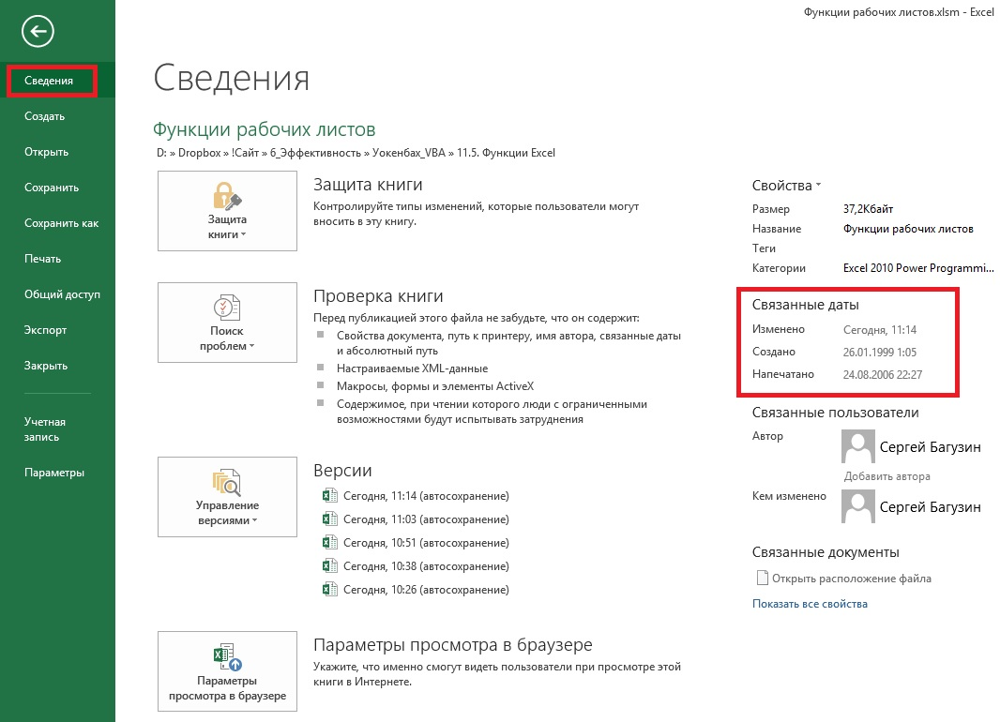 Функции рабочих листов.xlsm - Excel
Сведения
Создать
Открыть
Сохранить
Сохранить как
Печать
Общий доступ
Экспорт
Закрыть
Учетная
запись
Параметры
Сведения
Функции рабочих листов
D: » Dropbox » !Сайт » 6_Эффективность » Уокенбах_VBA » 11.5. Функции Excel
Защита
книги
Защита книги
Контролируйте типы изменений, которые пользователи могут
вносить в эту книгу.
Поиск
проблем
Проверка книги
Перед публикацией этого файла не забудьте, что он содержит:
Свойства документа, путь к принтеру, имя автора, связанные даты
и абсолютный путь
Настраиваемые XML-данные
Макросы, формы и элементы ActiveX
Содержимое, при чтении которого люди с ограниченными
возможностями будут испытывать затруднения
Управление
версиями
Версии
Сегодня, 11:14 (автосохранение)
Сегодня, 11:03 (автосохранение)
Сегодня, 10:51 (автосохранение)
Сегодня, 10:38 (автосохранение)
Сегодня, 10:26 (автосохранение)
Параметры
просмотра в браузере
Параметры просмотра в браузере
Укажите, что именно смогут видеть пользователи при просмотре этой
книги в Интернете.
Свойства
Размер 37,2Кбайт
Название Функции рабочих листов
Теги
Категории Excel 2010 Power Programmi...
Связанные даты
Изменено Сегодня, 11:14
Создано 26.01.1999 1:05
Напечатано 24.08.2006 22:27
Связанные пользователи
Автор Сергей Багузин
Добавить автора
Кем изменено Сергей Багузин
Связанные документы
Открыть расположение файла
Показать все свойства